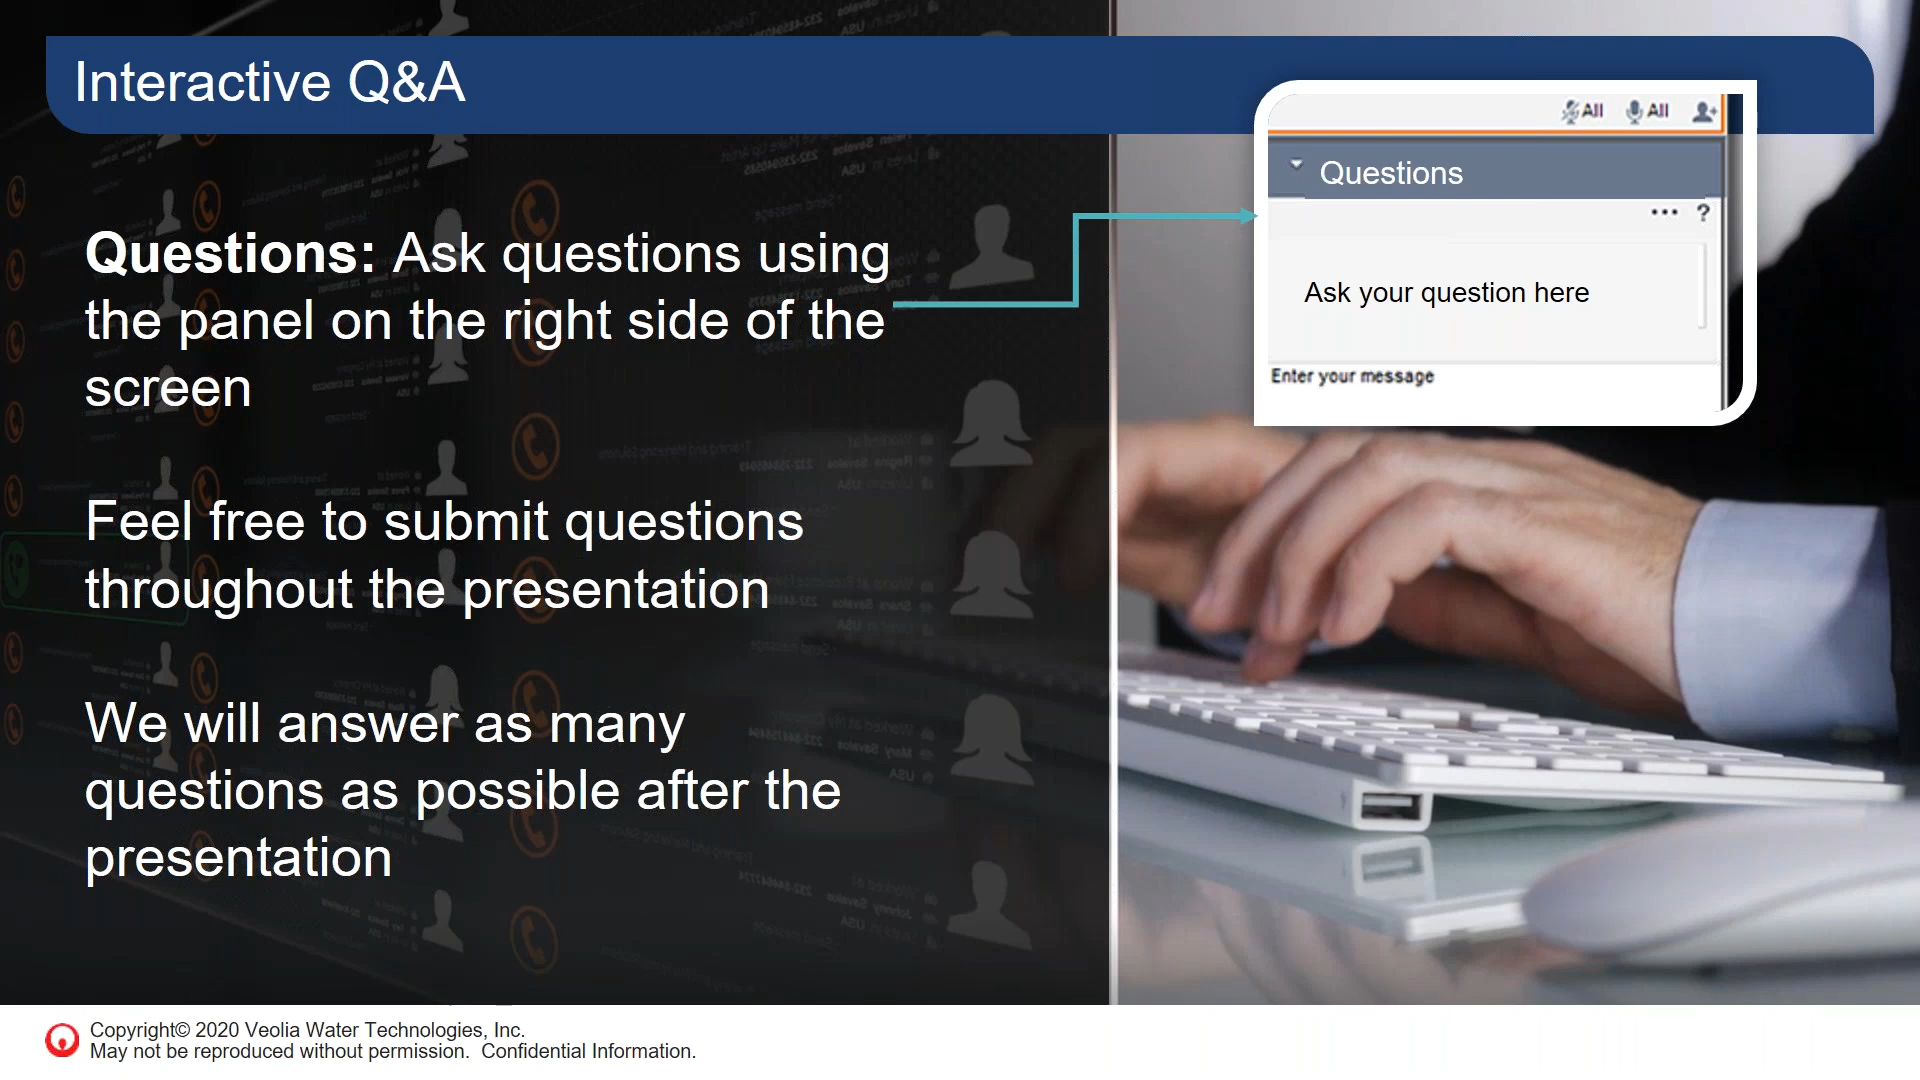 Interactive Q&A
All All
Questions
?
Ask your question here
Enter your message
Questions: Ask questions using
the panel on the right side of the
screen
Feel free to submit questions
throughout the presentation
We will answer as many
questions as possible after the
presentation
Copyright© 2020 Veolia Water Technologies, Inc.
May not be reproduced without permission. Confidential Information.